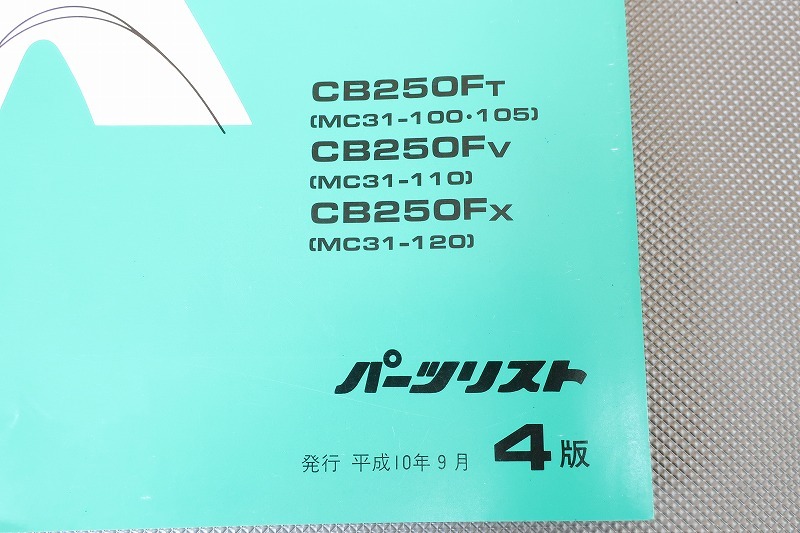 CB250FT
(MC31-100・105)
CB250FV
(MC31-110)
CB250FX
(MC31-120)
パーツリスト
発行 平成10年9月 4版